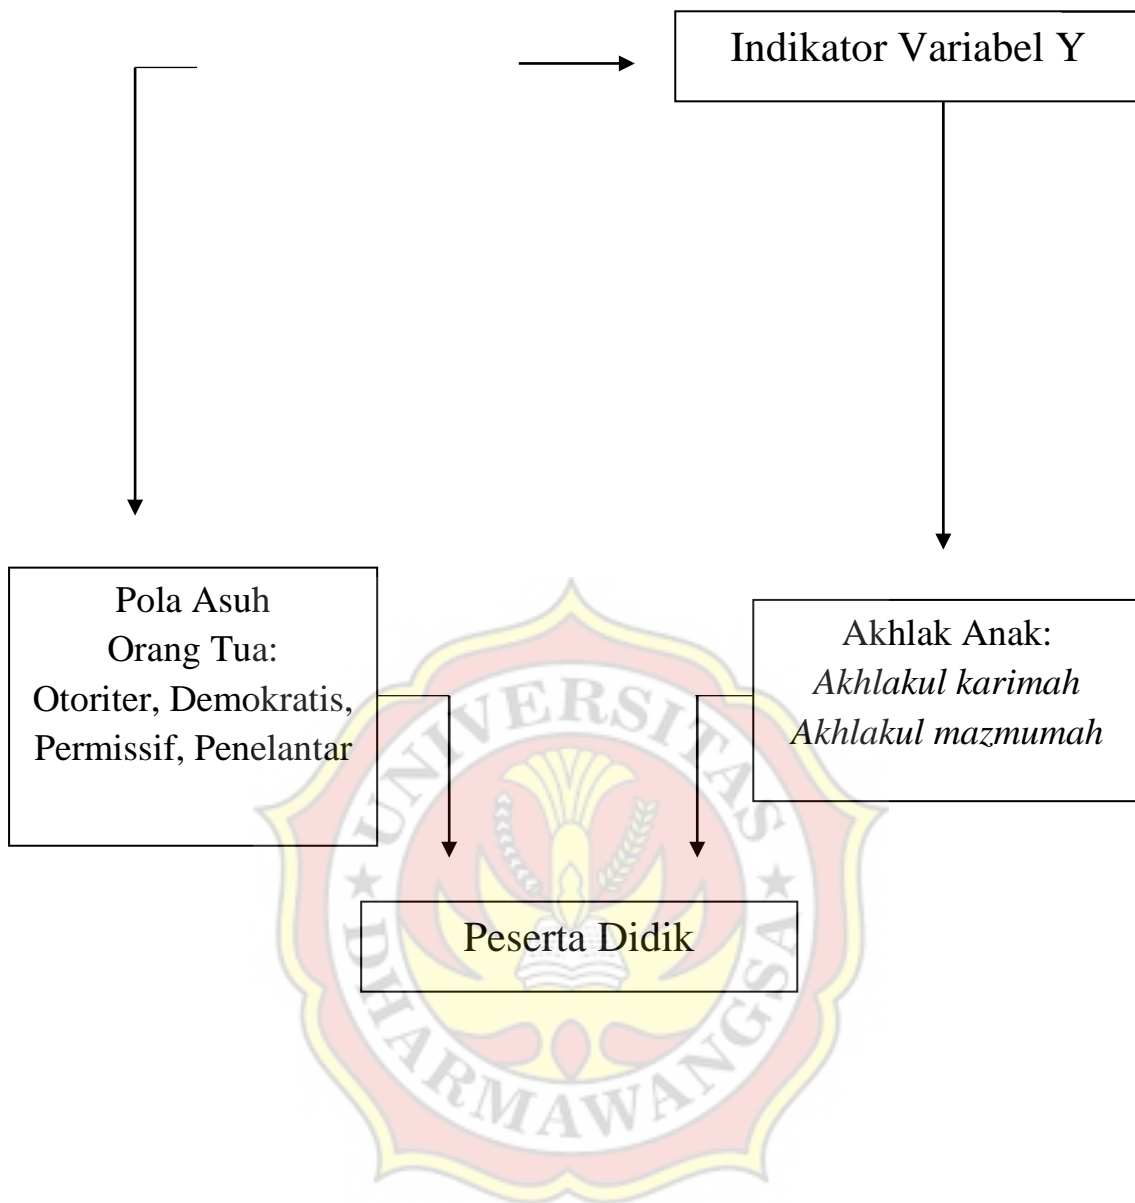 Indikator Variabel Y
Pola Asuh
Orang Tua:
Otoriter, Demokratis,
Permissif, Penelantar
Akhlak Anak:
Akhlakul karimah
Akhlakul mazmumah
Peserta Didik
UNIVERSITAS
DHARMAWANGSA